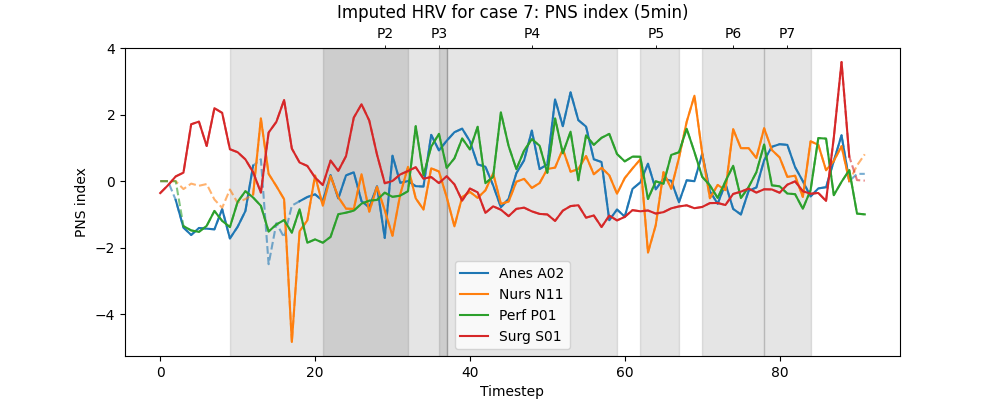 Imputed HRV for case 7: PNS index (5min)
P2 P3 P4 P5 P6 P7
4
2
0
−2
−4
PNS index
Anes A02
Nurs N11
Perf P01
Surg S01
0 20 40 60 80
Timestep